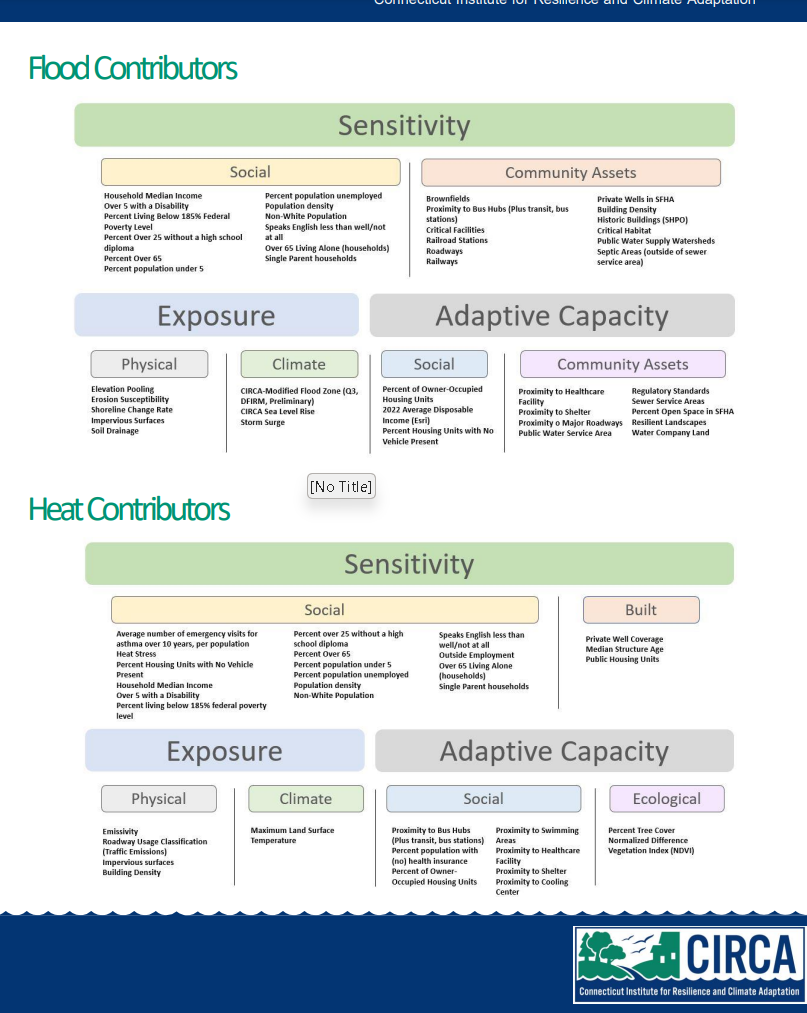 Connecticut Institute for Resilience and Climate Adaptation
Flood Contributors
Sensitivity
Social
Household Median Income
Over 5 with a Disability
Percent Living Below 185% Federal
Poverty Level
Percent Over 25 without a high school
diploma
Percent Over 65
Percent population under 5
Percent population unemployed
Population density
Non-White Population
Speaks English less than well/not
at all
Over 65 Living Alone (households)
Single Parent households
Community Assets
Brownfields
Proximity to Bus Hubs (Plus transit, bus
stations)
Critical Facilities
Railroad Stations
Roadways
Railways
Private Wells in SFHA
Building Density
Historic Buildings (SHPO)
Critical Habitat
Public Water Supply Watersheds
Septic Areas (outside of sewer
service area)
Exposure
Physical
Elevation Pooling
Erosion Susceptibility
Shoreline Change Rate
Impervious Surfaces
Soil Drainage
Climate
CIRCA-Modified Flood Zone (Q3,
DFIRM, Preliminary)
CIRCA Sea Level Rise
Storm Surge
Adaptive Capacity
Social
Percent of Owner-Occupied
Housing Units
2022 Average Disposable
Income (Esri)
Percent Housing Units with No
Vehicle Present
Community Assets
Proximity to Healthcare
Facility
Proximity to Shelter
Proximity o Major Roadways
Public Water Service Area
Regulatory Standards
Sewer Service Areas
Percent Open Space in SFHA
Resilient Landscapes
Water Company Land
[No Title]
Heat Contributors
Sensitivity
Social
Average number of emergency visits for
asthma over 10 years, per population
Heat Stress
Percent Housing Units with No Vehicle
Present
Household Median Income
Over 5 with a Disability
Percent living below 185% federal poverty
level
Percent over 25 without a high
school diploma
Percent Over 65
Percent population under 5
Percent population unemployed
Population density
Non-White Population
Speaks English less than
well/not at all
Outside Employment
Over 65 Living Alone
(households)
Single Parent households
Built
Private Well Coverage
Median Structure Age
Public Housing Units
Exposure
Physical
Emissivity
Roadway Usage Classification
(Traffic Emissions)
Impervious surfaces
Building Density
Climate
Maximum Land Surface
Temperature
Adaptive Capacity
Social
Proximity to Bus Hubs
(Plus transit, bus stations)
Percent population with
(no) health insurance
Percent of Owner-
Occupied Housing Units
Proximity to Swimming
Areas
Proximity to Healthcare
Facility
Proximity to Shelter
Proximity to Cooling
Center
Ecological
Percent Tree Cover
Normalized Difference
Vegetation Index (NDVI)
CIRCA
Connecticut Institute for Resilience and Climate Adaptation